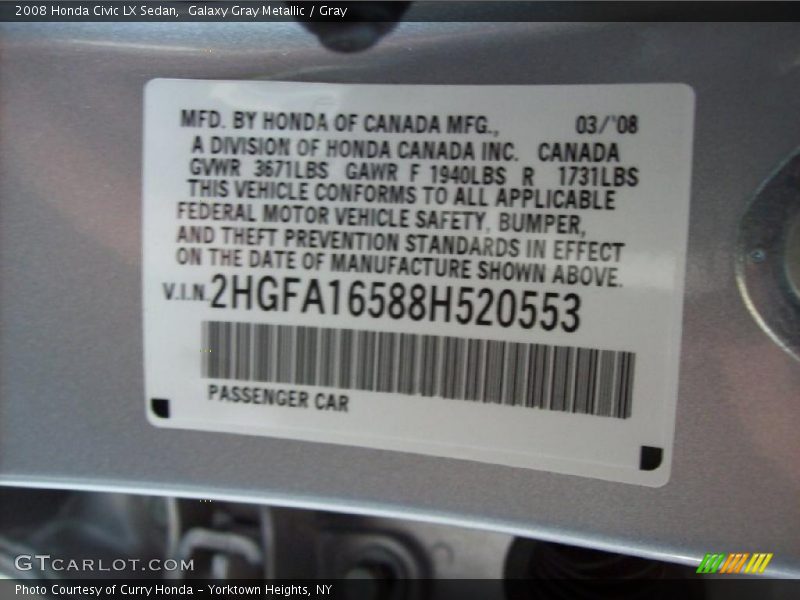 2008 Honda Civic LX Sedan,  Galaxy Gray Metallic / Gray
MFD. BY HONDA OF CANADA MFG., 03/'08
A DIVISION OF HONDA CANADA INC. CANADA
GVWR 3671LBS GAWR F 1940LBS R 1731LBS
THIS VEHICLE CONFORMS TO ALL APPLICABLE
FEDERAL MOTOR VEHICLE SAFETY, BUMPER,
AND THEFT PREVENTION STANDARDS IN EFFECT
ON THE DATE OF MANUFACTURE SHOWN ABOVE.
V.I.N. 2HGFA16588H520553
PASSENGER CAR
GTCARLOT.COM
Photo Courtesy of Curry Honda - Yorktown Heights, NY